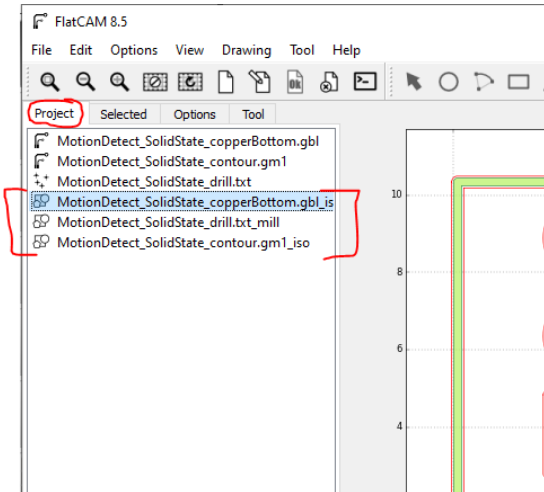 FlatCAM 8.5
File Edit Options View Drawing Tool Help
Ok
Project Selected Options Tool
MotionDetect_SolidState_copperBottom.gbl
MotionDetect_SolidState_contour.gm1
MotionDetect_SolidState_drill.txt
MotionDetect_SolidState_copperBottom.gbl_is
MotionDetect_SolidState_drill.txt_mill
MotionDetect_SolidState_contour.gm1_iso
10
8
6
4